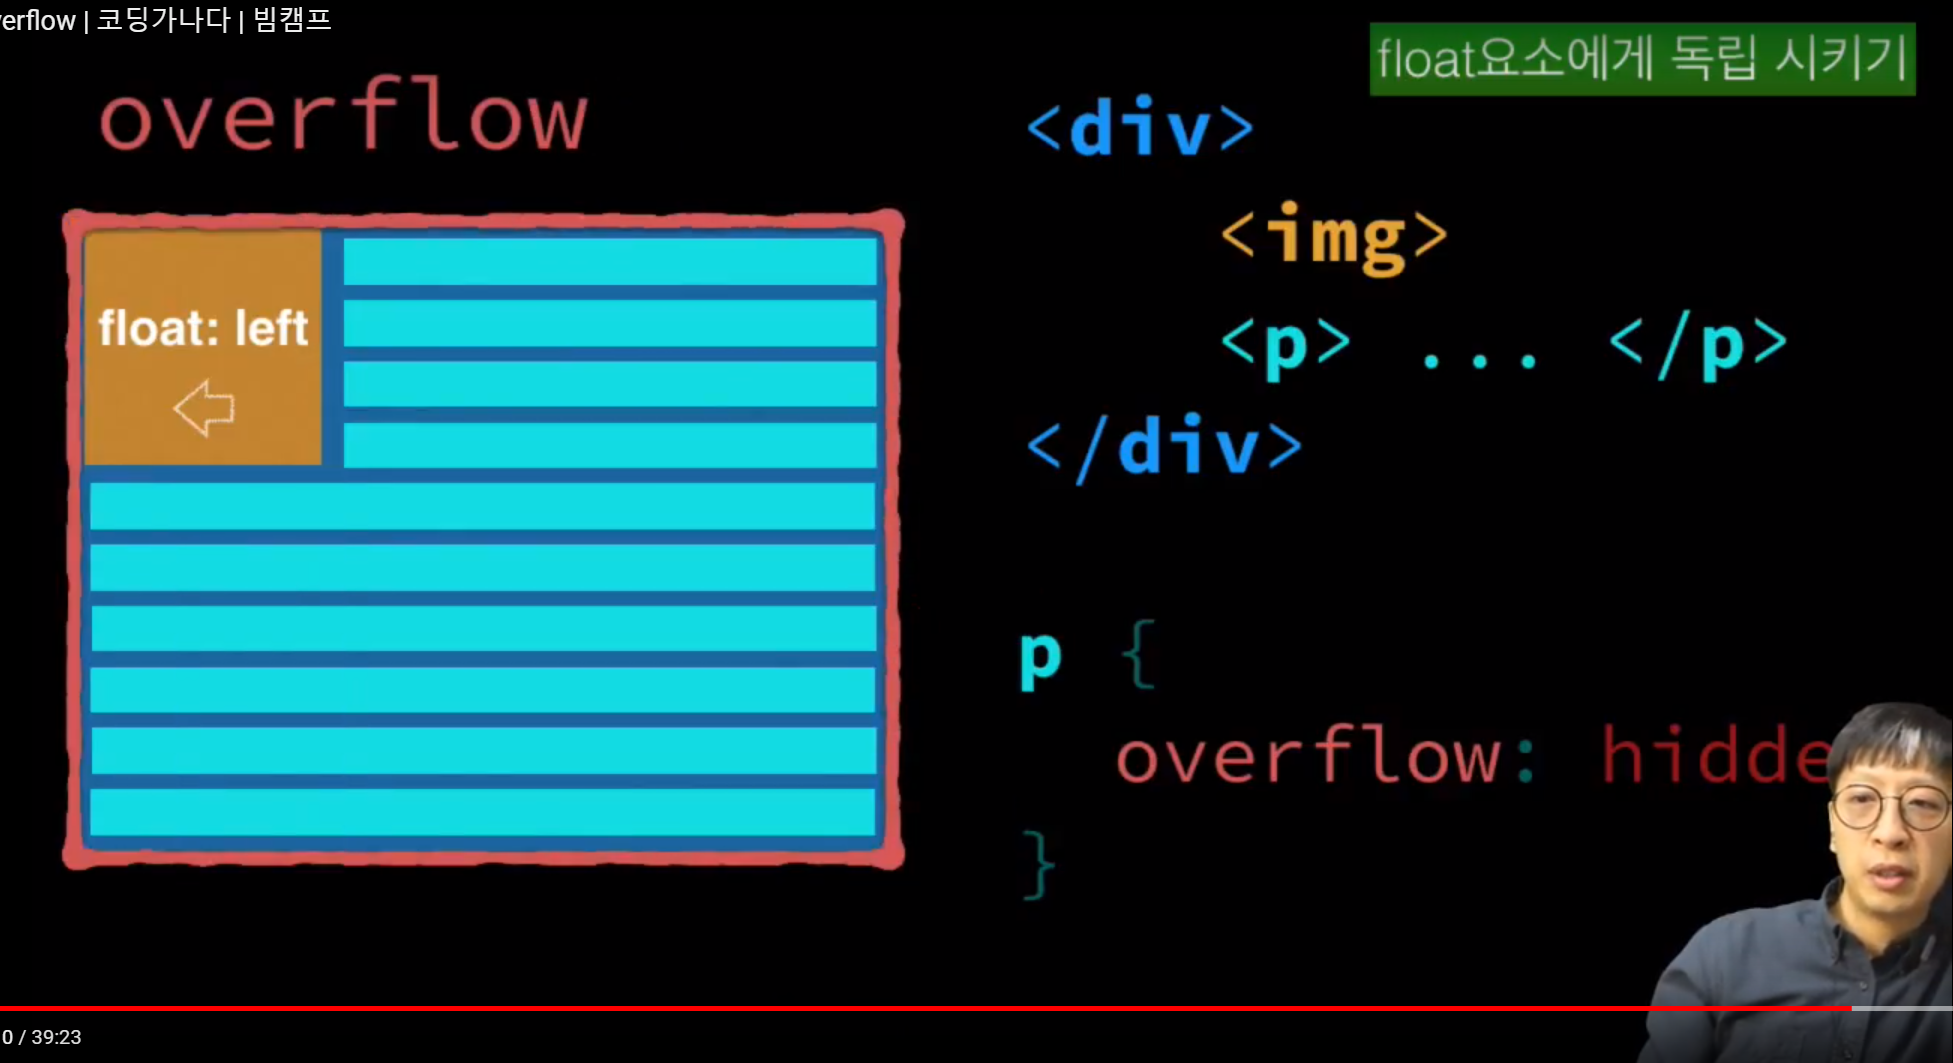 erflow | 코딩가나다 | 빔캠프
float요소에게 독립 시키기
overflow
float: left
<div>
<img>
<p> ... </p>
</div>
p {
overflow: hidde
}
0 / 39:23